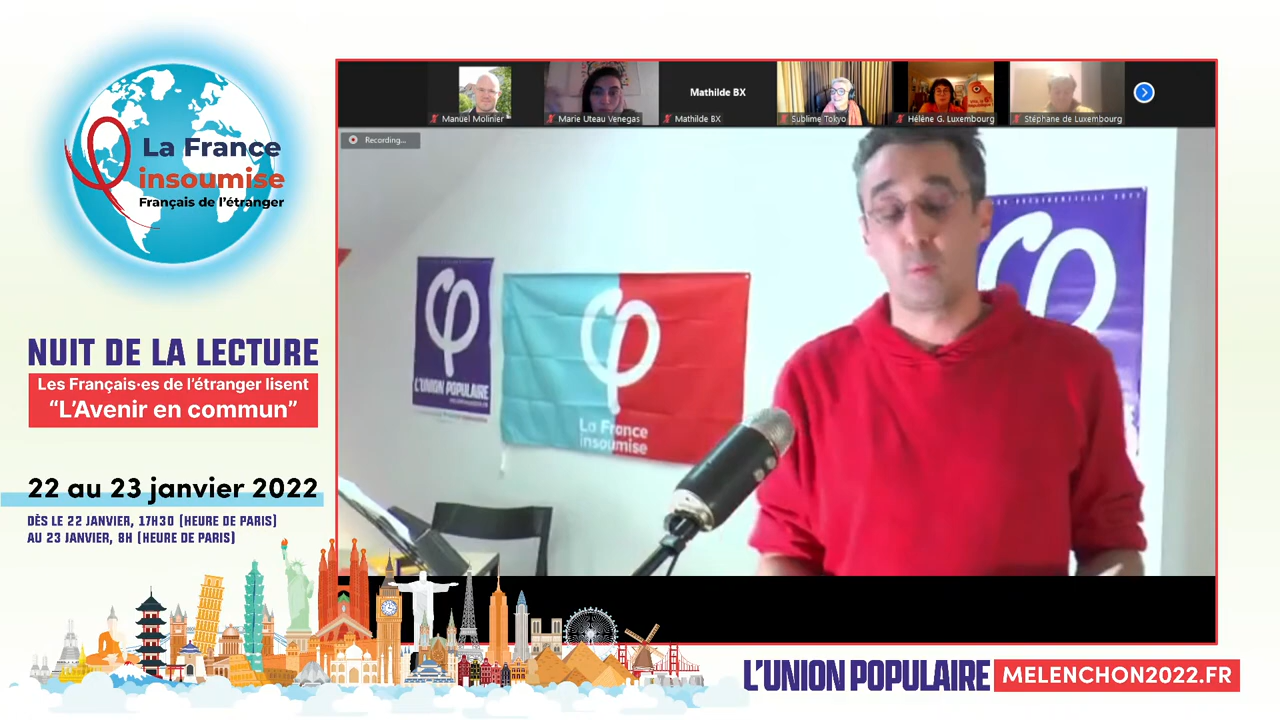 La France
insoumise
Français de l'étranger
NUIT DE LA LECTURE
Les Français·es de l'étranger lisent
“L'Avenir en commun”
22 au 23 janvier 2022
DÈS LE 22 JANVIER, 17H30 (HEURE DE PARIS)
AU 23 JANVIER, 8H (HEURE DE PARIS)
Mathilde BX
Manuel Molinier
Marie Uteau Venegas
Mathilde BX
Sublime Tokyo
Hélène G. Luxembourg
Stéphane de Luxembourg
Recording...
L'UNION POPULAIRE
La France
insoumise
L'UNION POPULAIRE
MELENCHON2022.FR